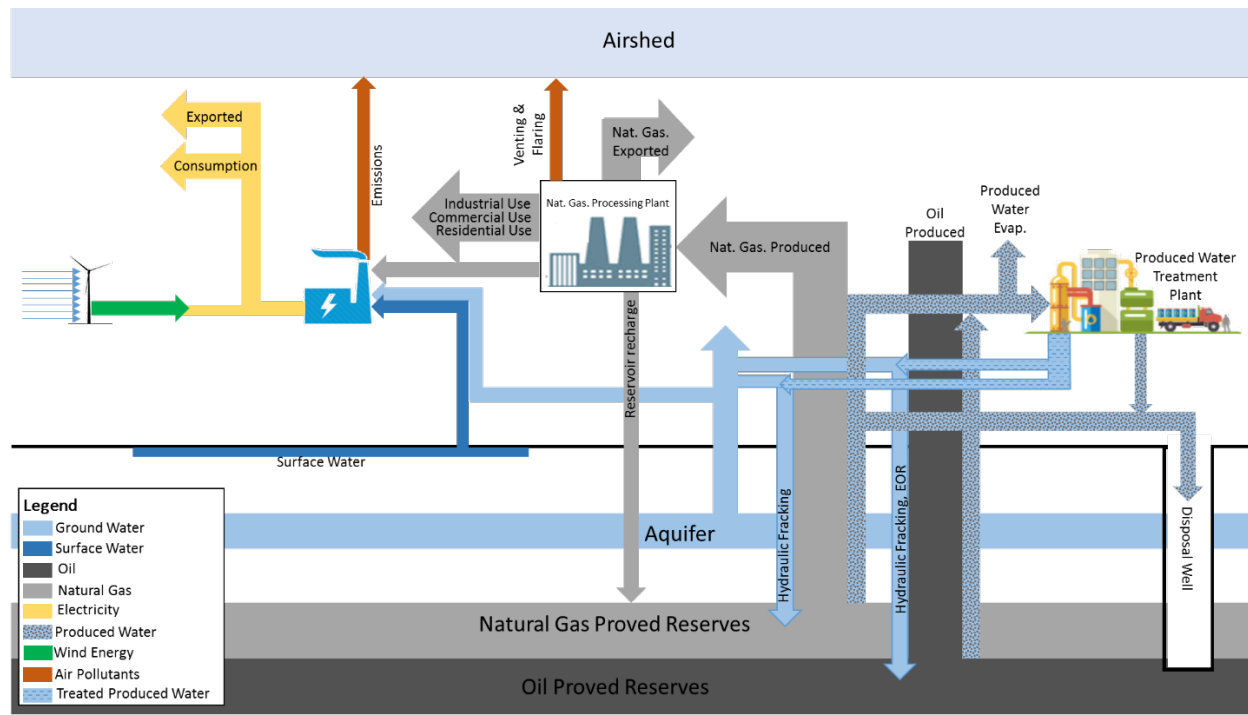 Airshed
Exported
Consumption
Emissions
Venting &
Flaring
Nat. Gas.
Exported
Industrial Use
Commercial Use
Residential Use
Nat. Gas. Processing Plant
Nat. Gas. Produced
Oil
Produced
Produced
Water
Evap.
Produced Water
Treatment
Plant
Reservoir recharge
Surface Water
Hydraulic Fracking
Hydraulic Fracking, EOR
Disposal Well
Aquifer
Natural Gas Proved Reserves
Oil Proved Reserves
Legend
Ground Water
Surface Water
Oil
Natural Gas
Electricity
Produced Water
Wind Energy
Air Pollutants
Treated Produced Water